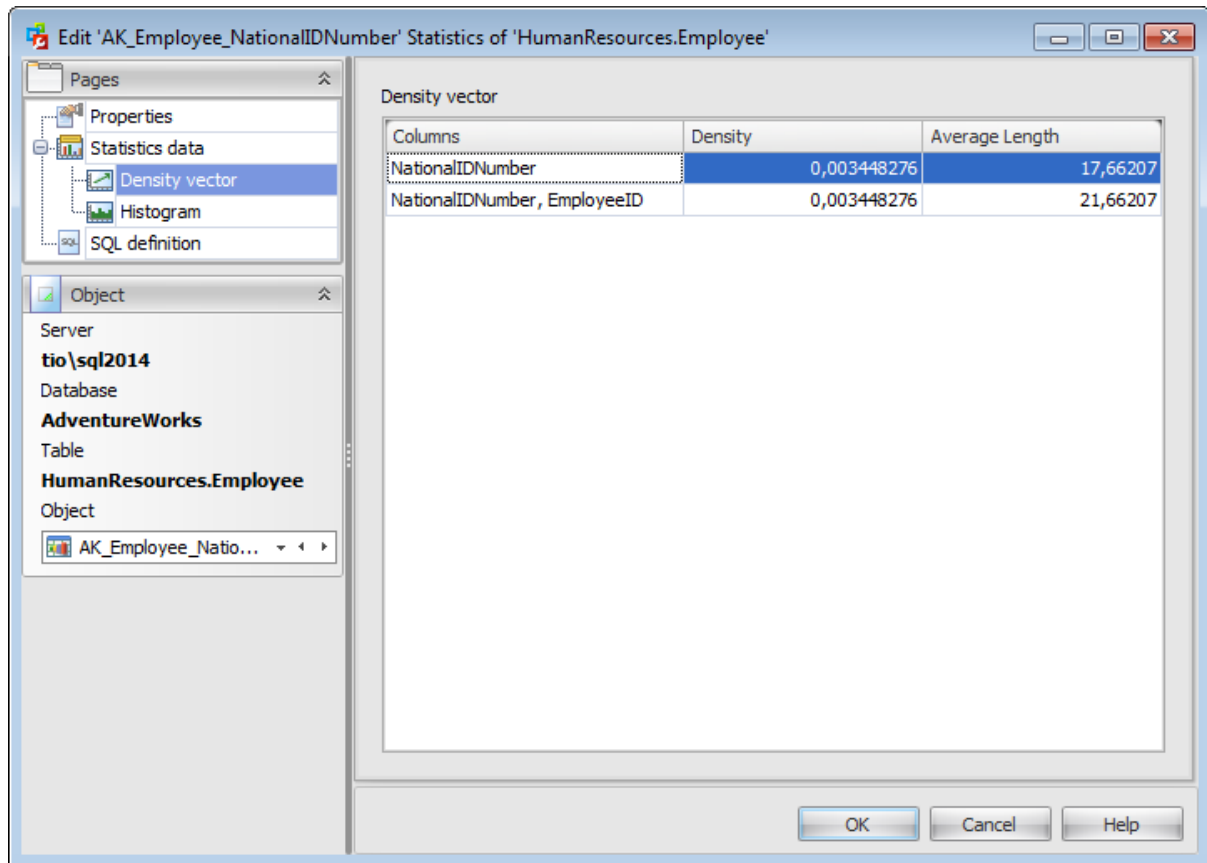 Edit 'AK_Employee_NationalIDNumber' Statistics of 'HumanResources.Employee'
Pages
Properties
Statistics data
Density vector
Histogram
SQL definition
Object
Server
tio\sql2014
Database
AdventureWorks
Table
HumanResources.Employee
Object
AK_Employee_Natio...
Density vector
Columns Density Average Length
NationalIDNumber 0,003448276 17,66207
NationalIDNumber, EmployeeID 0,003448276 21,66207
OK Cancel Help